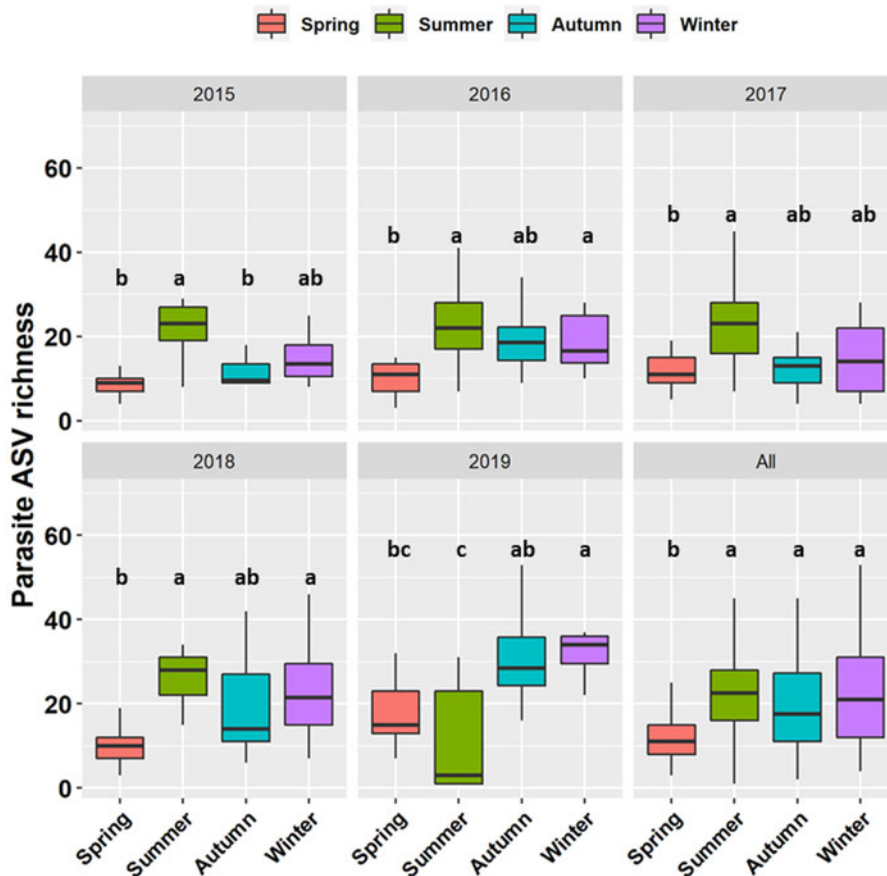 Spring Summer Autumn Winter
2015 2016 2017
60
40
20
0
b a b ab
b a ab a
b a ab ab
Parasite ASV richness
2018 2019 All
60
40
20
0
b a ab a
bc c ab a
b a a a
Spring Summer Autumn Winter
Spring Summer Autumn Winter
Spring Summer Autumn Winter